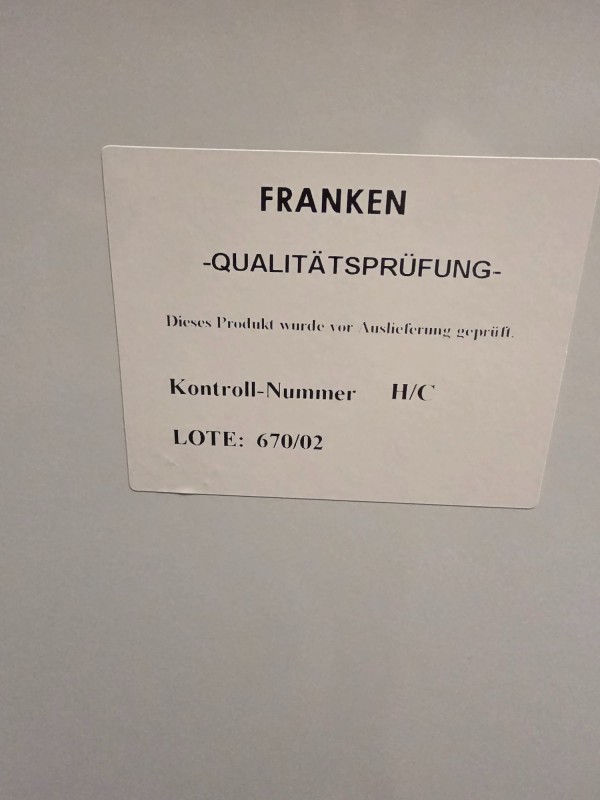 FRANKEN
-QUALITÄTSPRÜFUNG-
Dieses Produkt wurde vor Auslieferung geprüft.
Kontroll-Nummer H/C
LOTE: 670/02